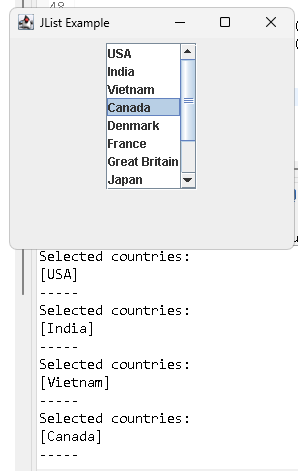 48
JList Example
USA
India
Vietnam
Canada
Denmark
France
Great Britain
Japan
Selected countries:
[USA]
-----
Selected countries:
[India]
-----
Selected countries:
[Vietnam]
-----
Selected countries:
[Canada]
-----